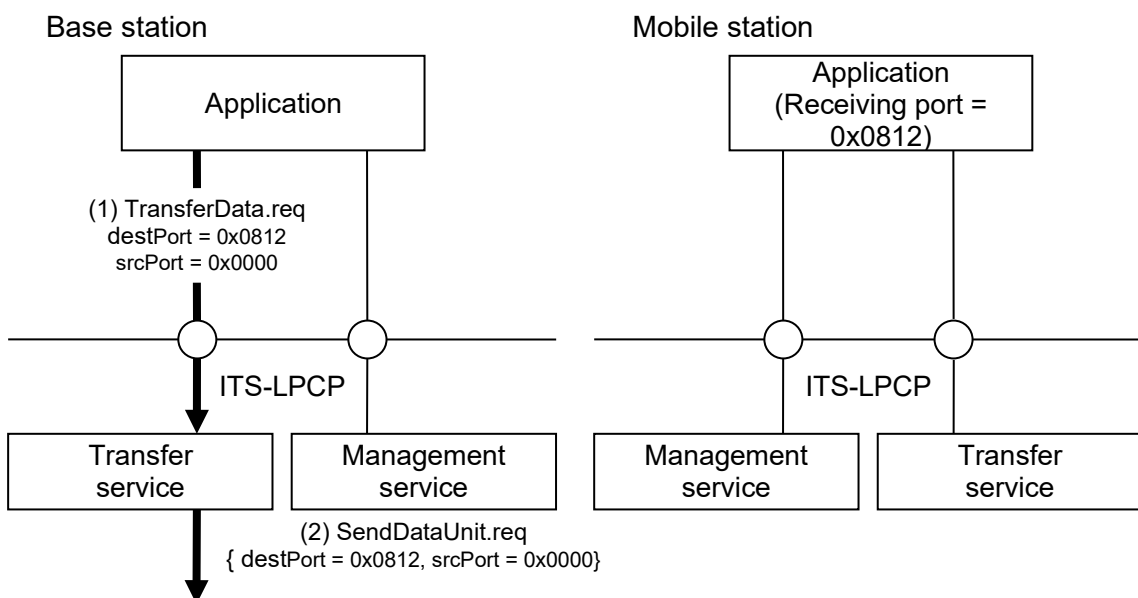 Base station
Mobile station
Application
Application
(Receiving port =
0x0812)
(1) TransferData.req
destPort = 0x0812
srcPort = 0x0000
ITS-LPCP
ITS-LPCP
Transfer
service
Management
service
Management
service
Transfer
service
(2) SendDataUnit.req
{ destPort = 0x0812, srcPort = 0x0000}